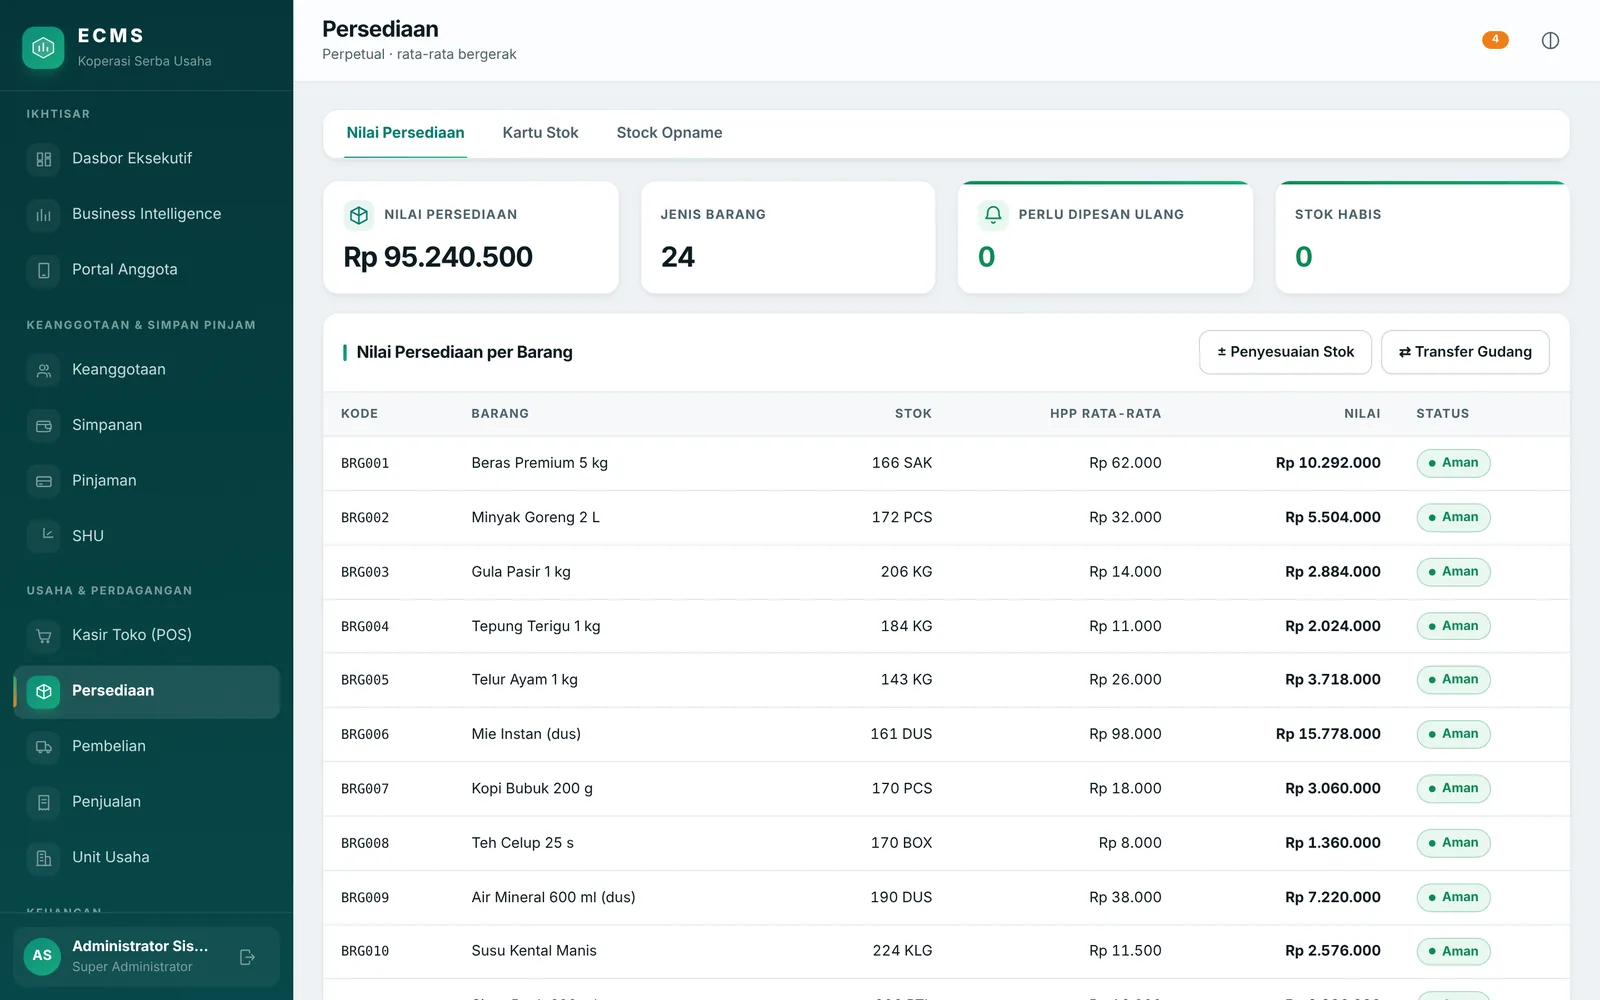 ECMS
Koperasi Serba Usaha
IKHTISAR
Dasbor Eksekutif
Business Intelligence
Portal Anggota
KEANGGOTAAN & SIMPAN PINJAM
Keanggotaan
Simpanan
Pinjaman
SHU
USAHA & PERDAGANGAN
Kasir Toko (POS)
Persediaan
Pembelian
Penjualan
Unit Usaha
KEUANGAN
AS
Administrator Sis...
Super Administrator
Persediaan
Perpetual · rata-rata bergerak
4
Nilai Persediaan Kartu Stok Stock Opname
NILAI PERSEDIAAN
Rp 95.240.500
JENIS BARANG
24
PERLU DIPESAN ULANG
0
STOK HABIS
0
Nilai Persediaan per Barang
± Penyesuaian Stok
⇄ Transfer Gudang
KODE BARANG STOK HPP RATA-RATA NILAI STATUS
BRG001 Beras Premium 5 kg 166 SAK Rp 62.000 Rp 10.292.000 Aman
BRG002 Minyak Goreng 2 L 172 PCS Rp 32.000 Rp 5.504.000 Aman
BRG003 Gula Pasir 1 kg 206 KG Rp 14.000 Rp 2.884.000 Aman
BRG004 Tepung Terigu 1 kg 184 KG Rp 11.000 Rp 2.024.000 Aman
BRG005 Telur Ayam 1 kg 143 KG Rp 26.000 Rp 3.718.000 Aman
BRG006 Mie Instan (dus) 161 DUS Rp 98.000 Rp 15.778.000 Aman
BRG007 Kopi Bubuk 200 g 170 PCS Rp 18.000 Rp 3.060.000 Aman
BRG008 Teh Celup 25 s 170 BOX Rp 8.000 Rp 1.360.000 Aman
BRG009 Air Mineral 600 ml (dus) 190 DUS Rp 38.000 Rp 7.220.000 Aman
BRG010 Susu Kental Manis 224 KLG Rp 11.500 Rp 2.576.000 Aman